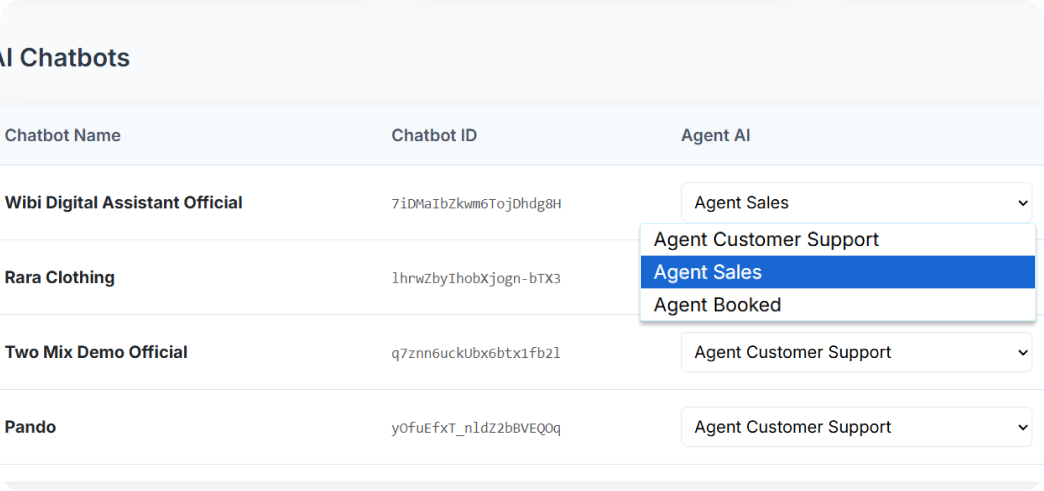 AI Chatbots
Chatbot Name Chatbot ID Agent AI
Wibi Digital Assistant Official 7iDMaIbZkwm6TojDhdg8H Agent Sales
Agent Customer Support
Rara Clothing lhrwZbyIhobXjogn-bTX3 Agent Sales
Agent Booked
Two Mix Demo Official q7znn6uckUbx6btx1fb2l Agent Customer Support
Pando yOfuEfxT_nldZ2bBVEQOq Agent Customer Support